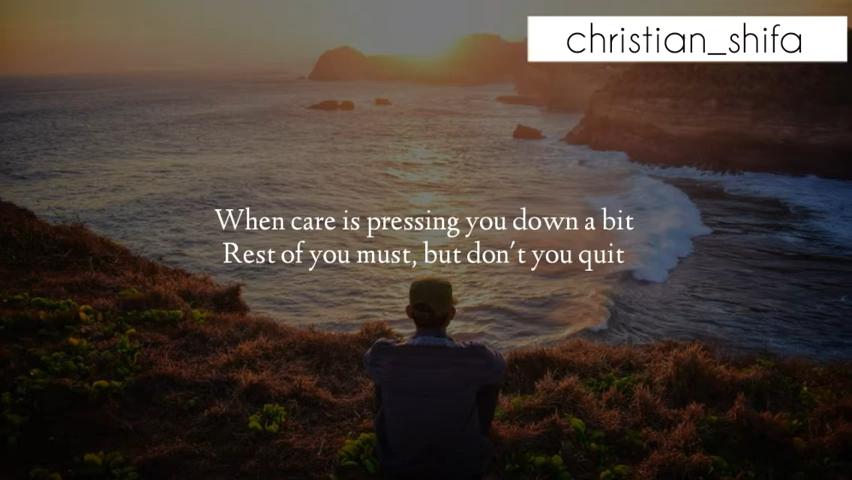 christian_shifa
When care is pressing you down a bit
Rest of you must, but don't you quit